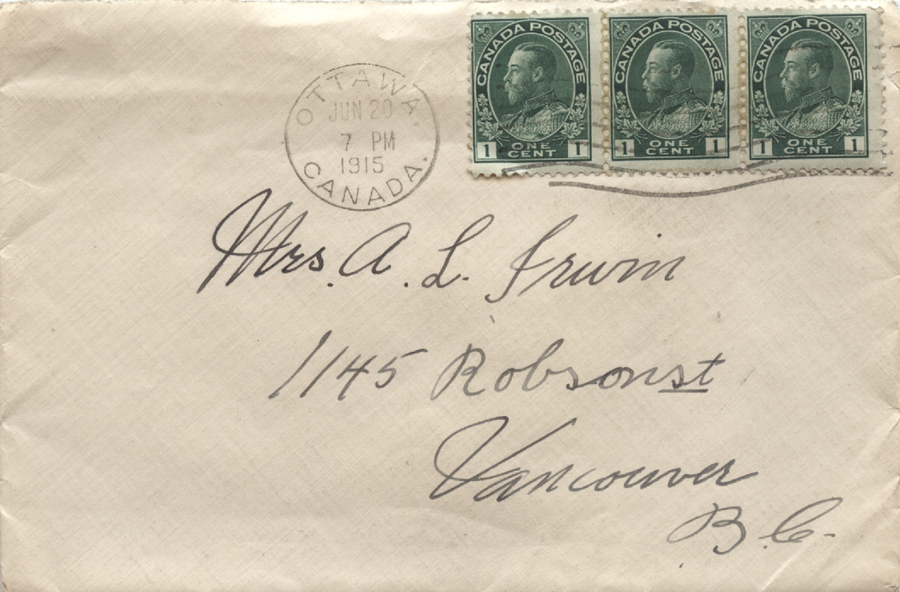 CANADA POSTAGE CANADA POSTAGE CANADA POSTAGE
1 ONE CENT 1 1 ONE CENT 1 1 ONE CENT 1
OTTAWA.
JUN 20
7 PM
1915
CANADA.
Mrs. A. L. Irwin
1145 Robson st
Vancouver
B.C.